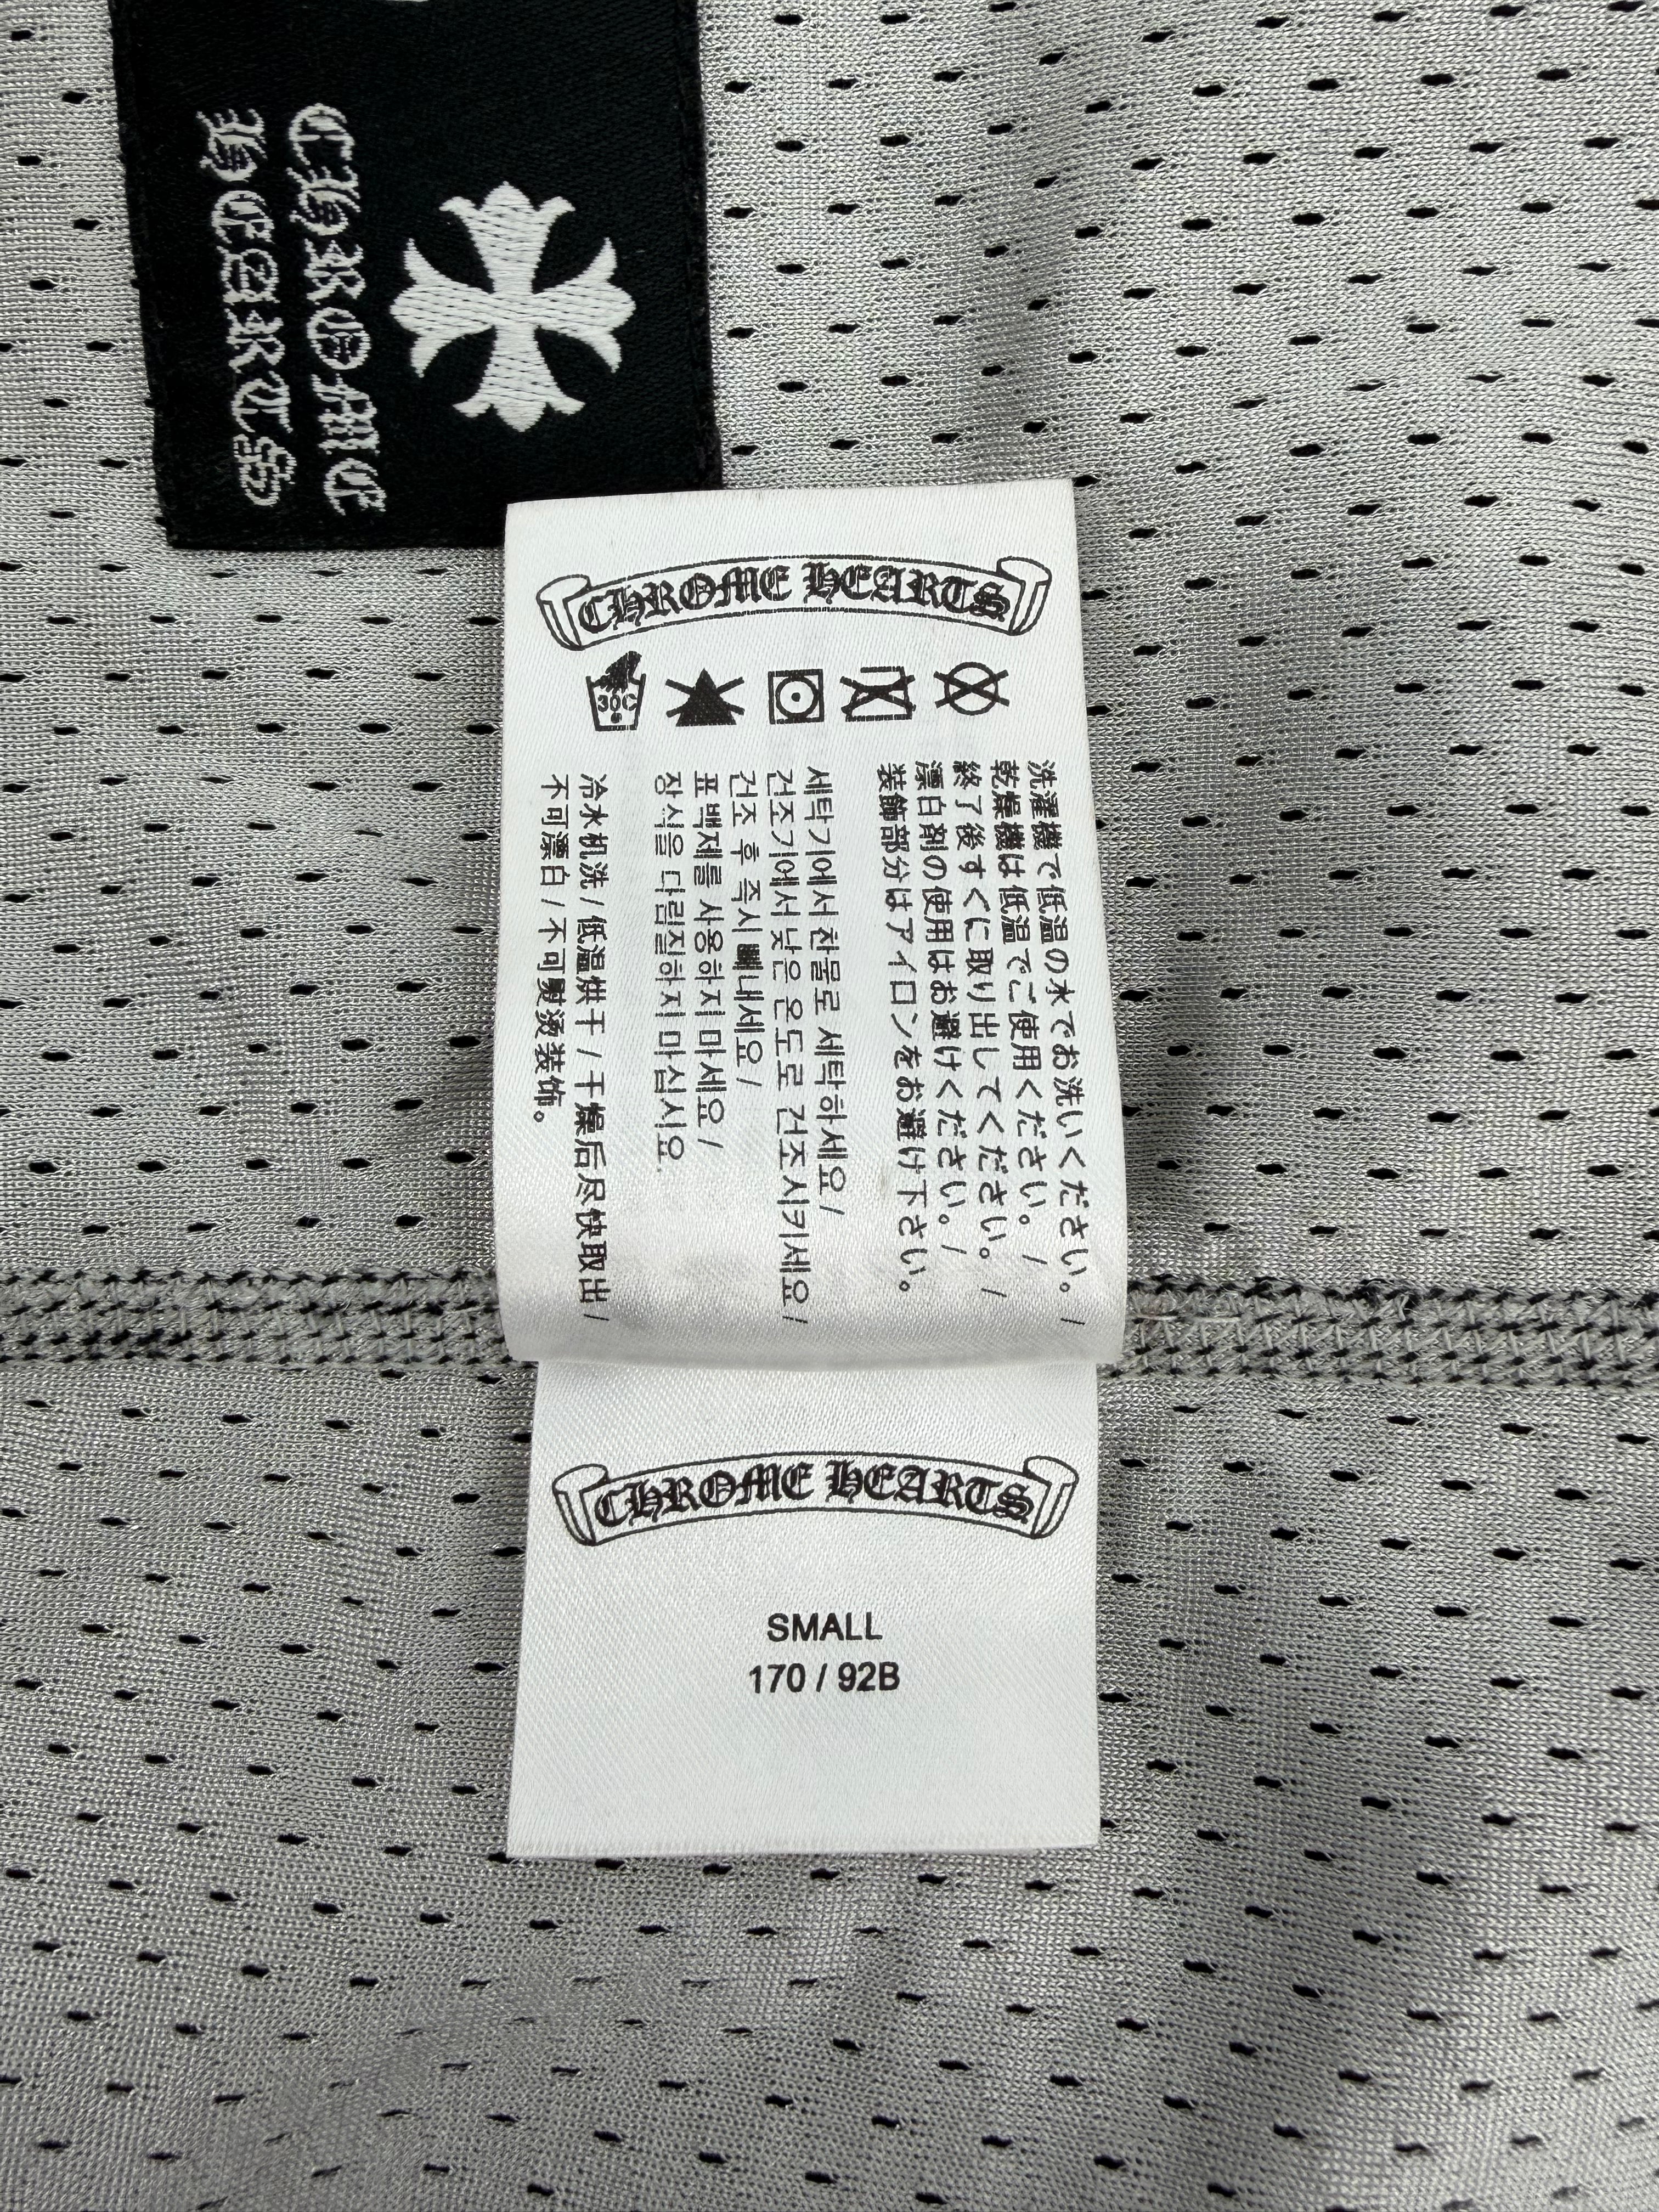 CHROME
HEARTS
CHROME HEARTS
30C
洗濯機で低温の水でお洗いください。 /
乾燥機は低温でご使用ください。 /
終了後すぐに取り出してください。 /
漂白剤の使用はお避けください。 /
装飾部分はアイロンをお避け下さい。
세탁기에서 찬물로 세탁하세요 /
건조기에서 낮은 온도로 건조시키세요 /
건조 후 즉시 빼내세요 /
표백제를 사용하지 마세요 /
장식을 다림질하지 마십시요.
冷水机洗 / 低温烘干 / 干燥后尽快取出 /
不可漂白 / 不可熨烫装饰。
CHROME HEARTS
SMALL
170 / 92B